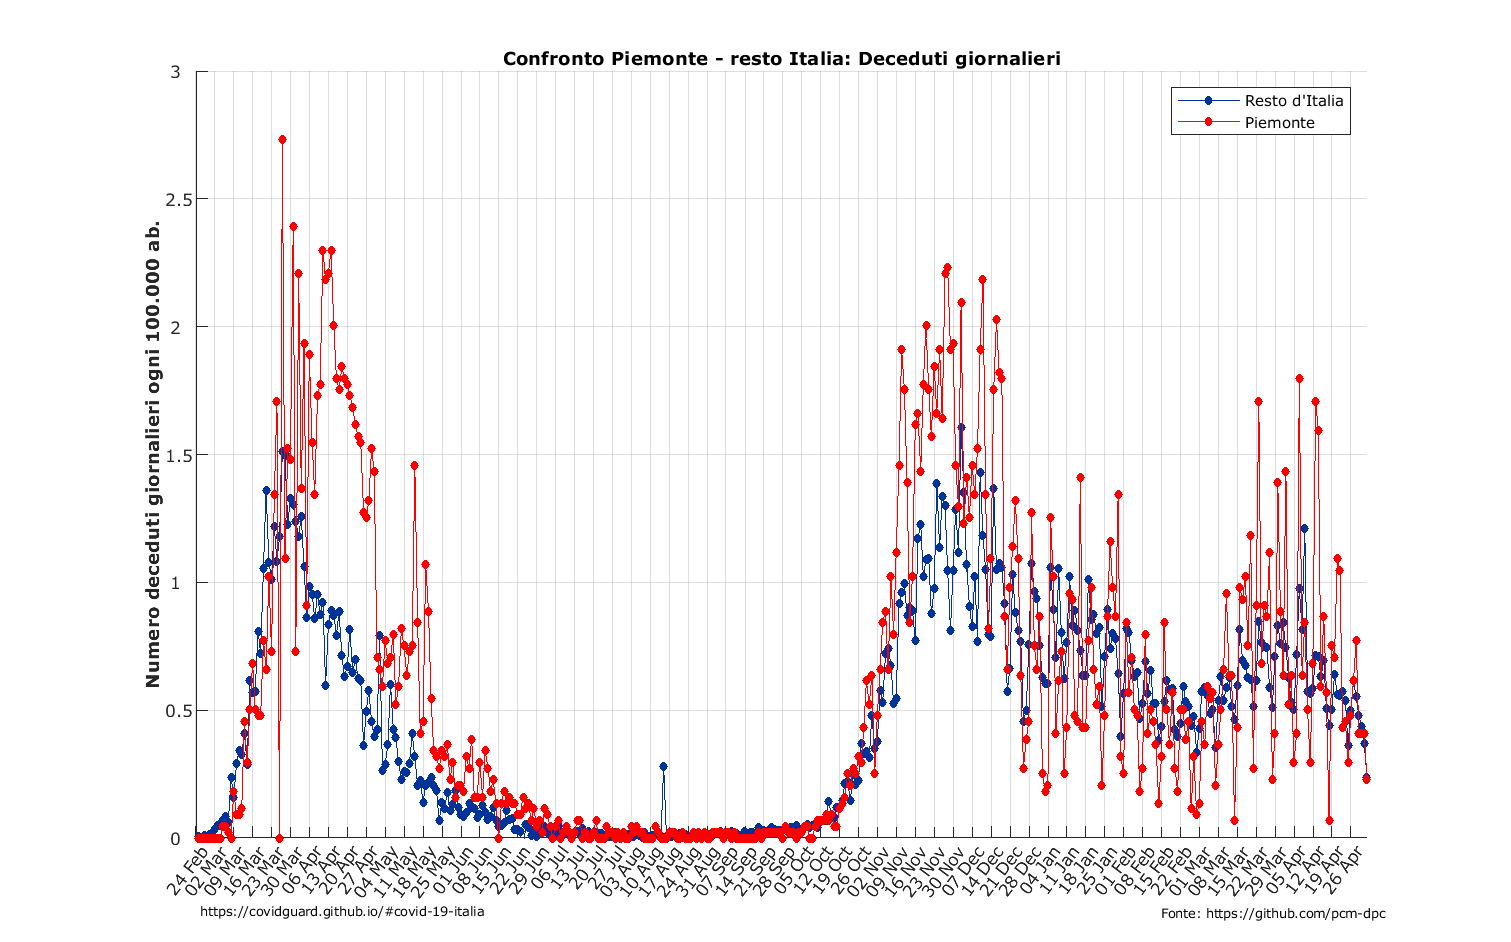 Confronto Piemonte - resto Italia: Deceduti giornalieri
3
2.5
2
1.5
1
0.5
0
Numero deceduti giornalieri ogni 100.000 ab.
Resto d'Italia
Piemonte
24 Feb
02 Mar
09 Mar
16 Mar
23 Mar
30 Mar
06 Apr
13 Apr
20 Apr
27 Apr
04 May
11 May
18 May
25 May
01 Jun
08 Jun
15 Jun
22 Jun
29 Jun
06 Jul
13 Jul
20 Jul
27 Jul
03 Aug
10 Aug
17 Aug
24 Aug
31 Aug
07 Sep
14 Sep
21 Sep
28 Sep
05 Oct
12 Oct
19 Oct
26 Oct
02 Nov
09 Nov
16 Nov
23 Nov
30 Nov
07 Dec
14 Dec
21 Dec
28 Dec
04 Jan
11 Jan
18 Jan
25 Jan
01 Feb
08 Feb
15 Feb
22 Feb
01 Mar
08 Mar
15 Mar
22 Mar
29 Mar
05 Apr
12 Apr
19 Apr
26 Apr
https://covidguard.github.io/#covid-19-italia
Fonte: https://github.com/pcm-dpc